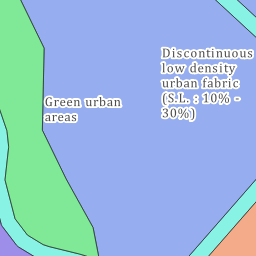 Discontinuous
low density
urban fabric
(S.L. : 10% -
30%)
Green urban
areas